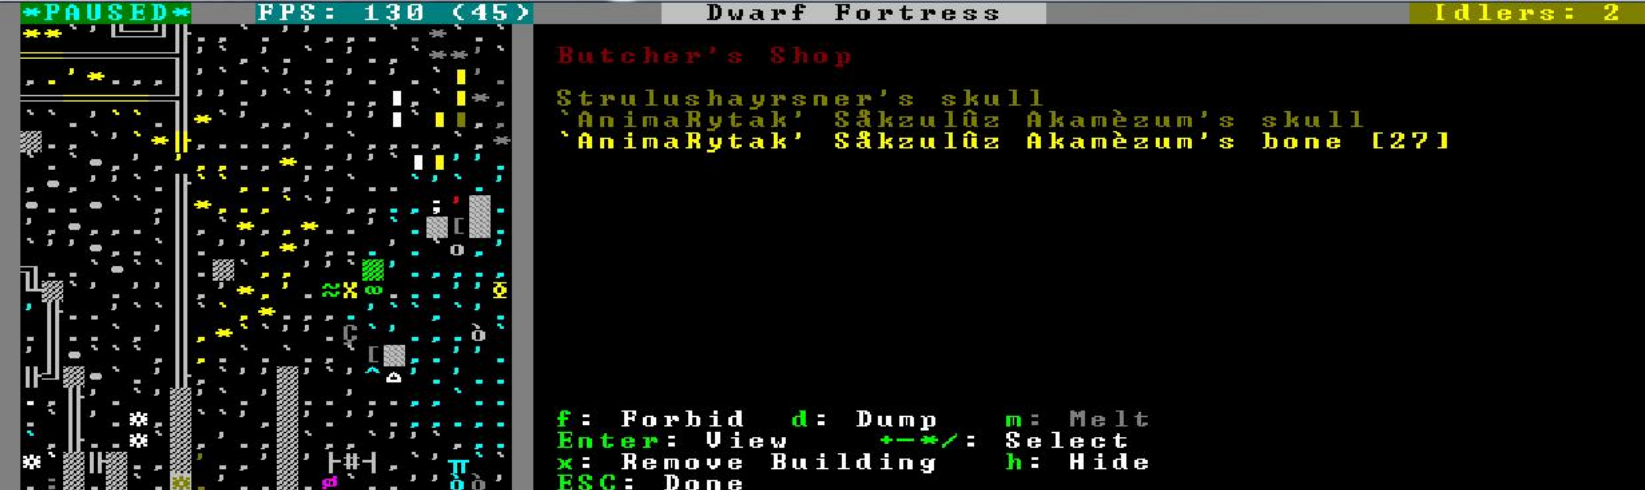 *PAUSED* FPS: 130 (45) Dwarf Fortress Idlers: 2
Butcher's Shop
Strulushayrsner's skull
`AnimaRytak' Såkzulûz Akamèzum's skull
`AnimaRytak' Såkzulûz Akamèzum's bone [27]
f: Forbid d: Dump m: Melt
Enter: View +-*/: Select
x: Remove Building h: Hide
ESC: Done